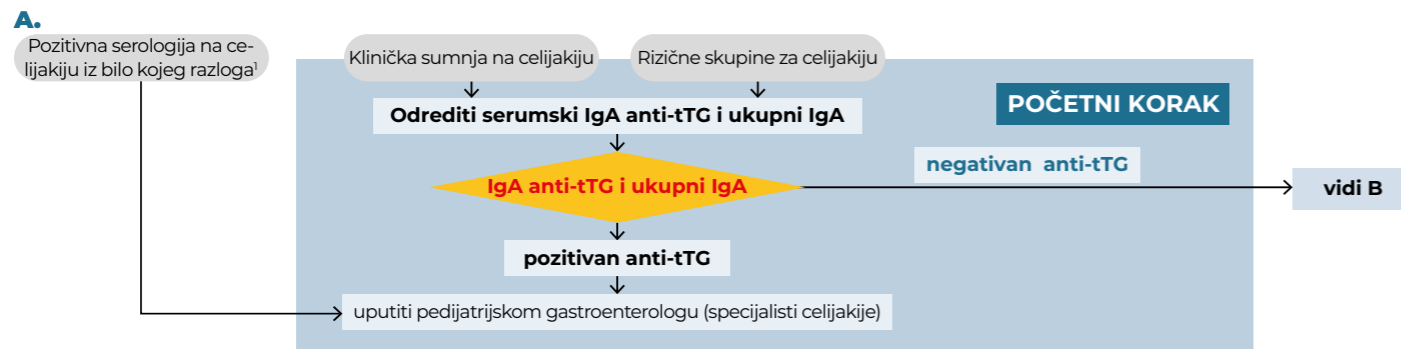 A.
Pozitivna serologija na ce-
lijakiju iz bilo kojeg razloga¹
Klinička sumnja na celijakiju
Rizične skupine za celijakiju
POČETNI KORAK
Odrediti serumski IgA anti-tTG i ukupni IgA
negativan anti-tTG
IgA anti-tTG i ukupni IgA
vidi B
pozitivan anti-tTG
uputiti pedijatrijskom gastroenterologu (specijalisti celijakije)